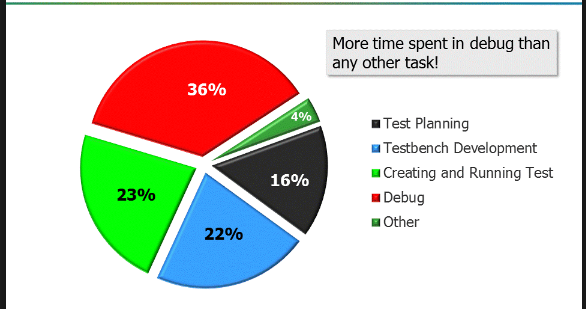 More time spent in debug than
any other task!
36%
4%
16%
23%
22%
Test Planning
Testbench Development
Creating and Running Test
Debug
Other